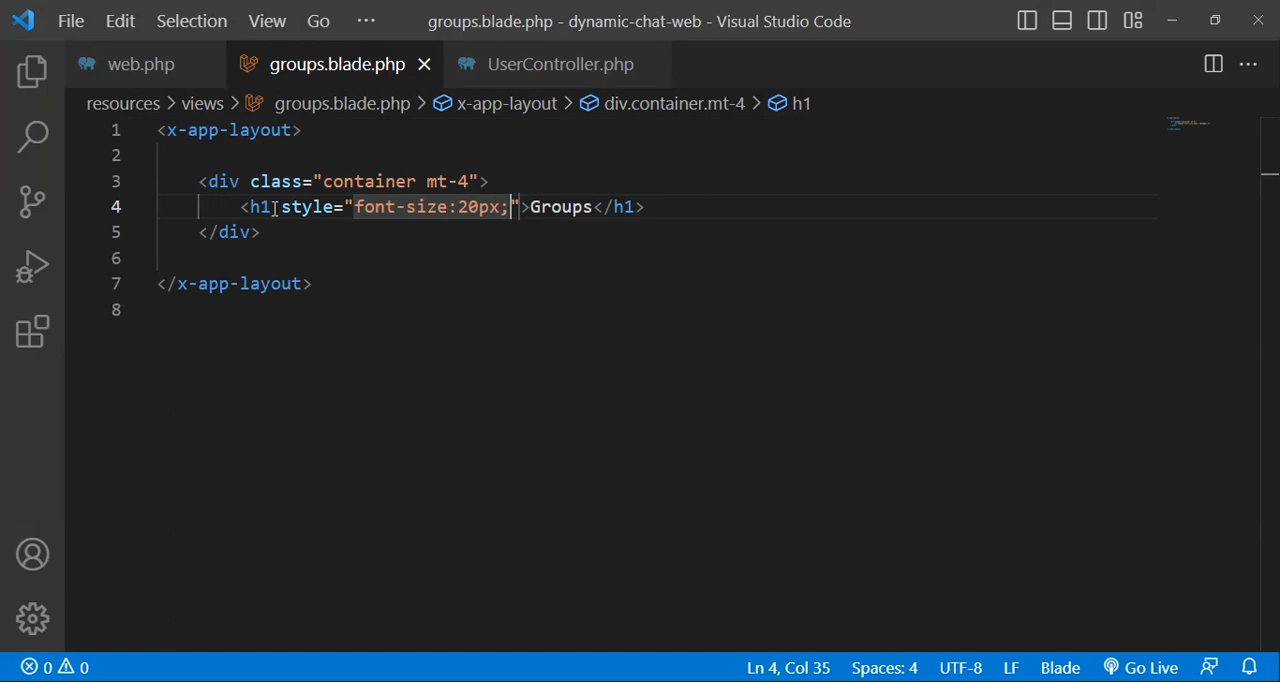 File Edit Selection View Go ··· groups.blade.php - dynamic-chat-web - Visual Studio Code
web.php groups.blade.php UserController.php
resources > views > groups.blade.php > x-app-layout > div.container.mt-4 > h1
1 <x-app-layout>
2
3 <div class="container mt-4">
4 <h1 style="font-size:20px;">Groups</h1>
5 </div>
6
7 </x-app-layout>
8
0 0 Ln 4, Col 35 Spaces: 4 UTF-8 LF Blade Go Live